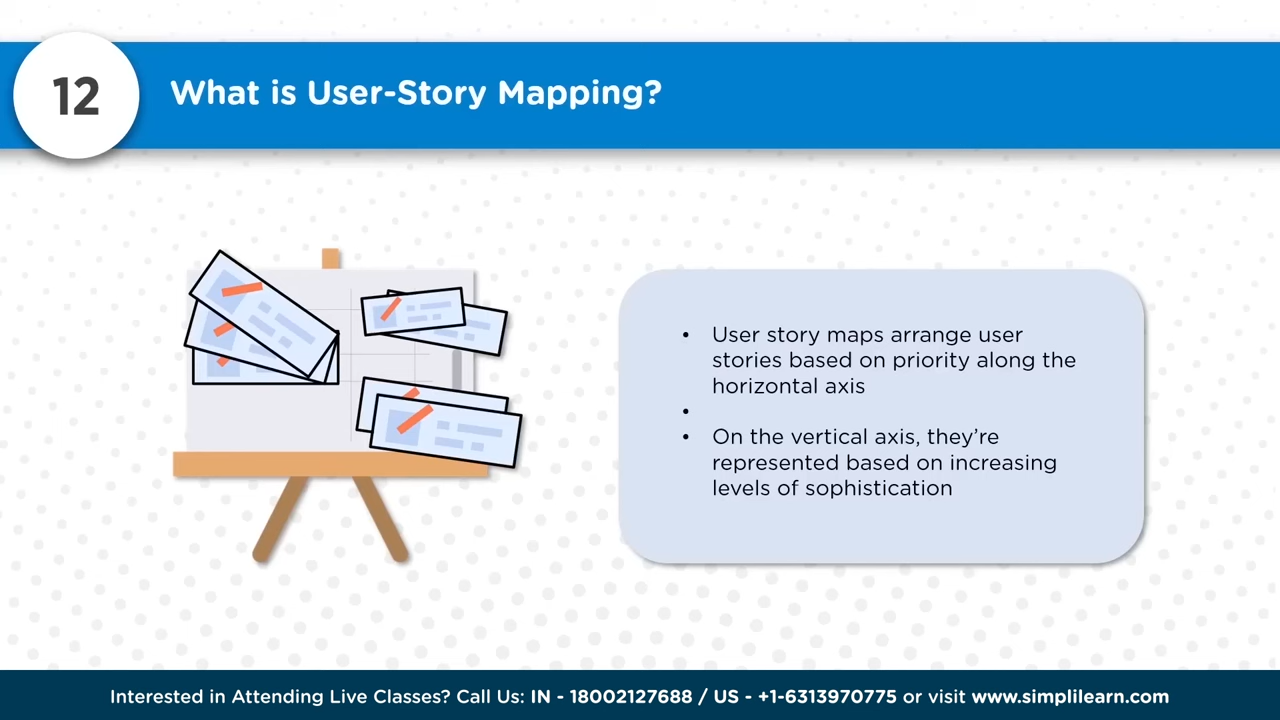 12
What is User-Story Mapping?
• User story maps arrange user
stories based on priority along the
horizontal axis
•
• On the vertical axis, they’re
represented based on increasing
levels of sophistication
Interested in Attending Live Classes? Call Us: IN - 18002127688 / US - +1-6313970775 or visit www.simplilearn.com